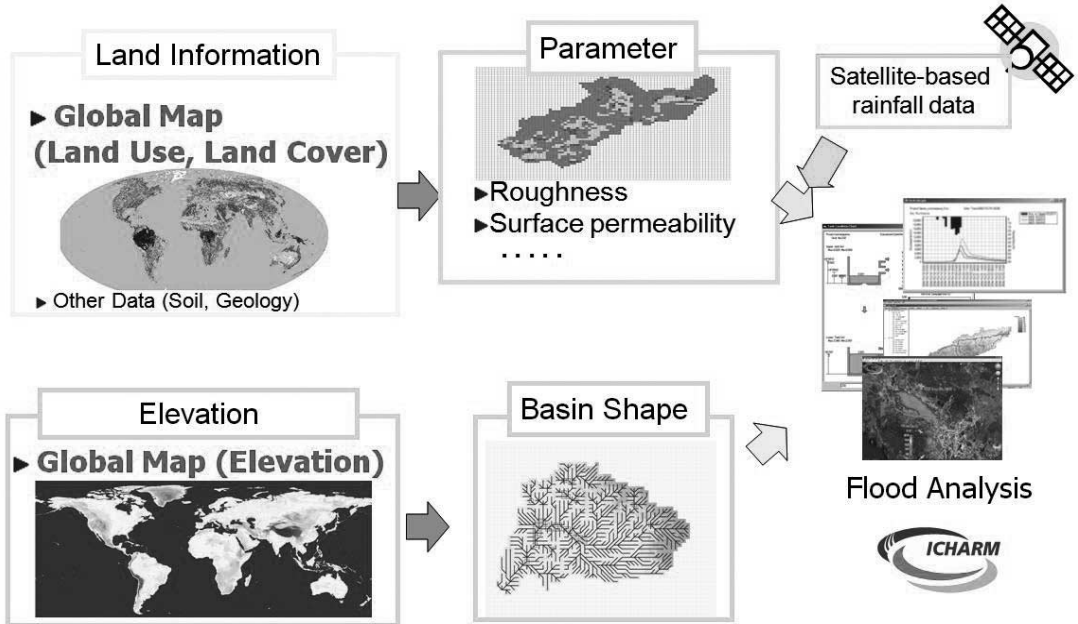 Land Information
▶ Global Map
(Land Use, Land Cover)
▶ Other Data (Soil, Geology)
Parameter
▶Roughness
▶Surface permeability
. . . . .
Satellite-based
rainfall data
Elevation
▶ Global Map (Elevation)
Basin Shape
Flood Analysis
ICHARM